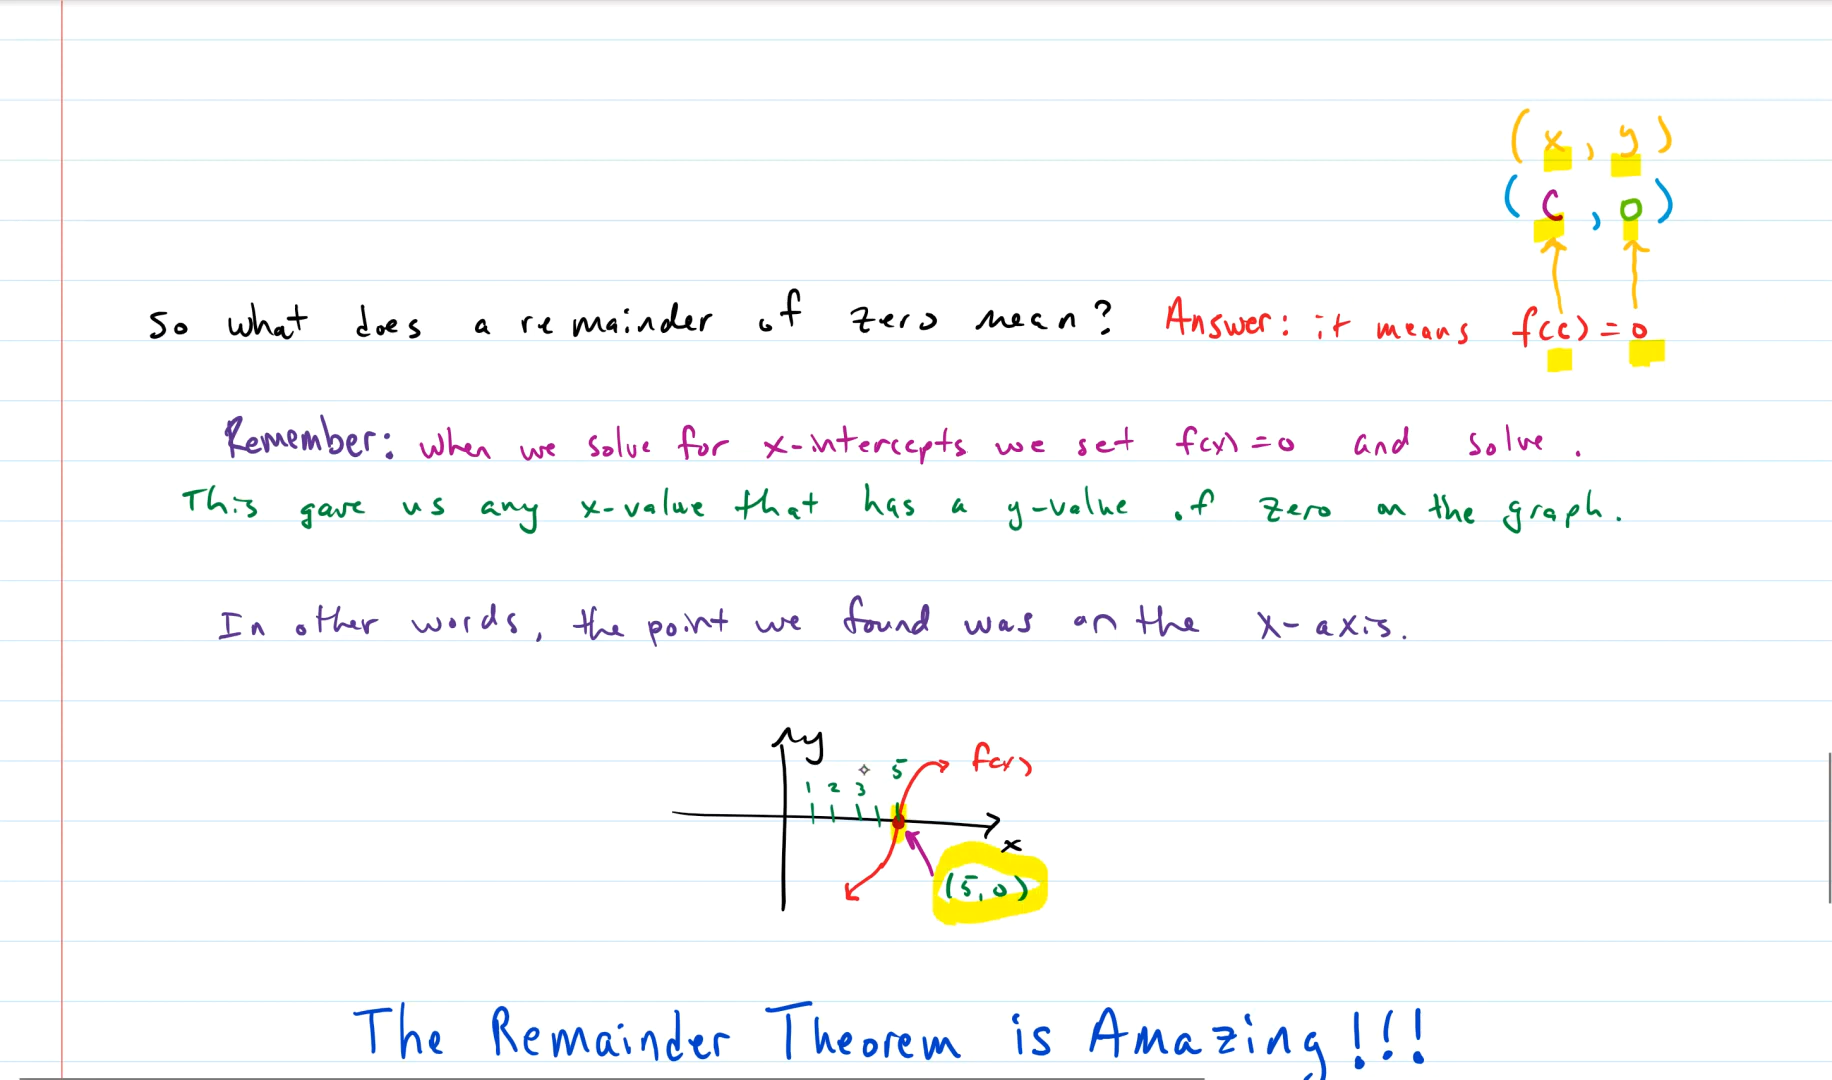 (x, y)
(c, 0)
So what does a remainder of zero mean? Answer: it means f(c) = 0
Remember: when we solve for x-intercepts we set f(x) = 0 and solve.
This gave us any x-value that has a y-value of zero on the graph.
In other words, the point we found was on the x-axis.
y
5 f(x)
1 2 3
x
(5, 0)
The Remainder Theorem is Amazing!!!